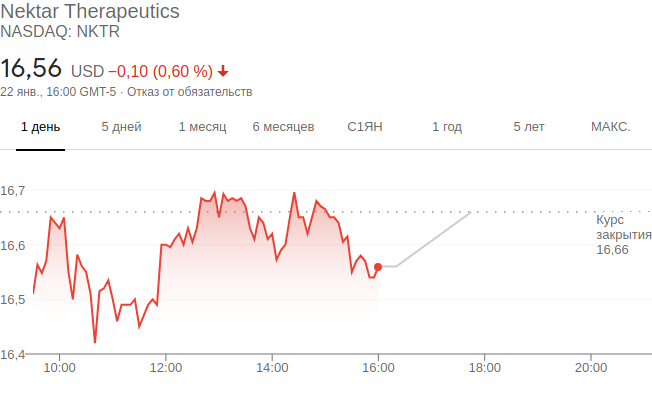 Nektar Therapeutics
NASDAQ: NKTR
16,56 USD −0,10 (0,60 %)
22 янв., 16:00 GMT-5 · Отказ от обязательств
1 день 5 дней 1 месяц 6 месяцев С1ЯН 1 год 5 лет МАКС.
16,7
Курс
закрытия
16,66
16,6
16,5
16,4
10:00 12:00 14:00 16:00 18:00 20:00